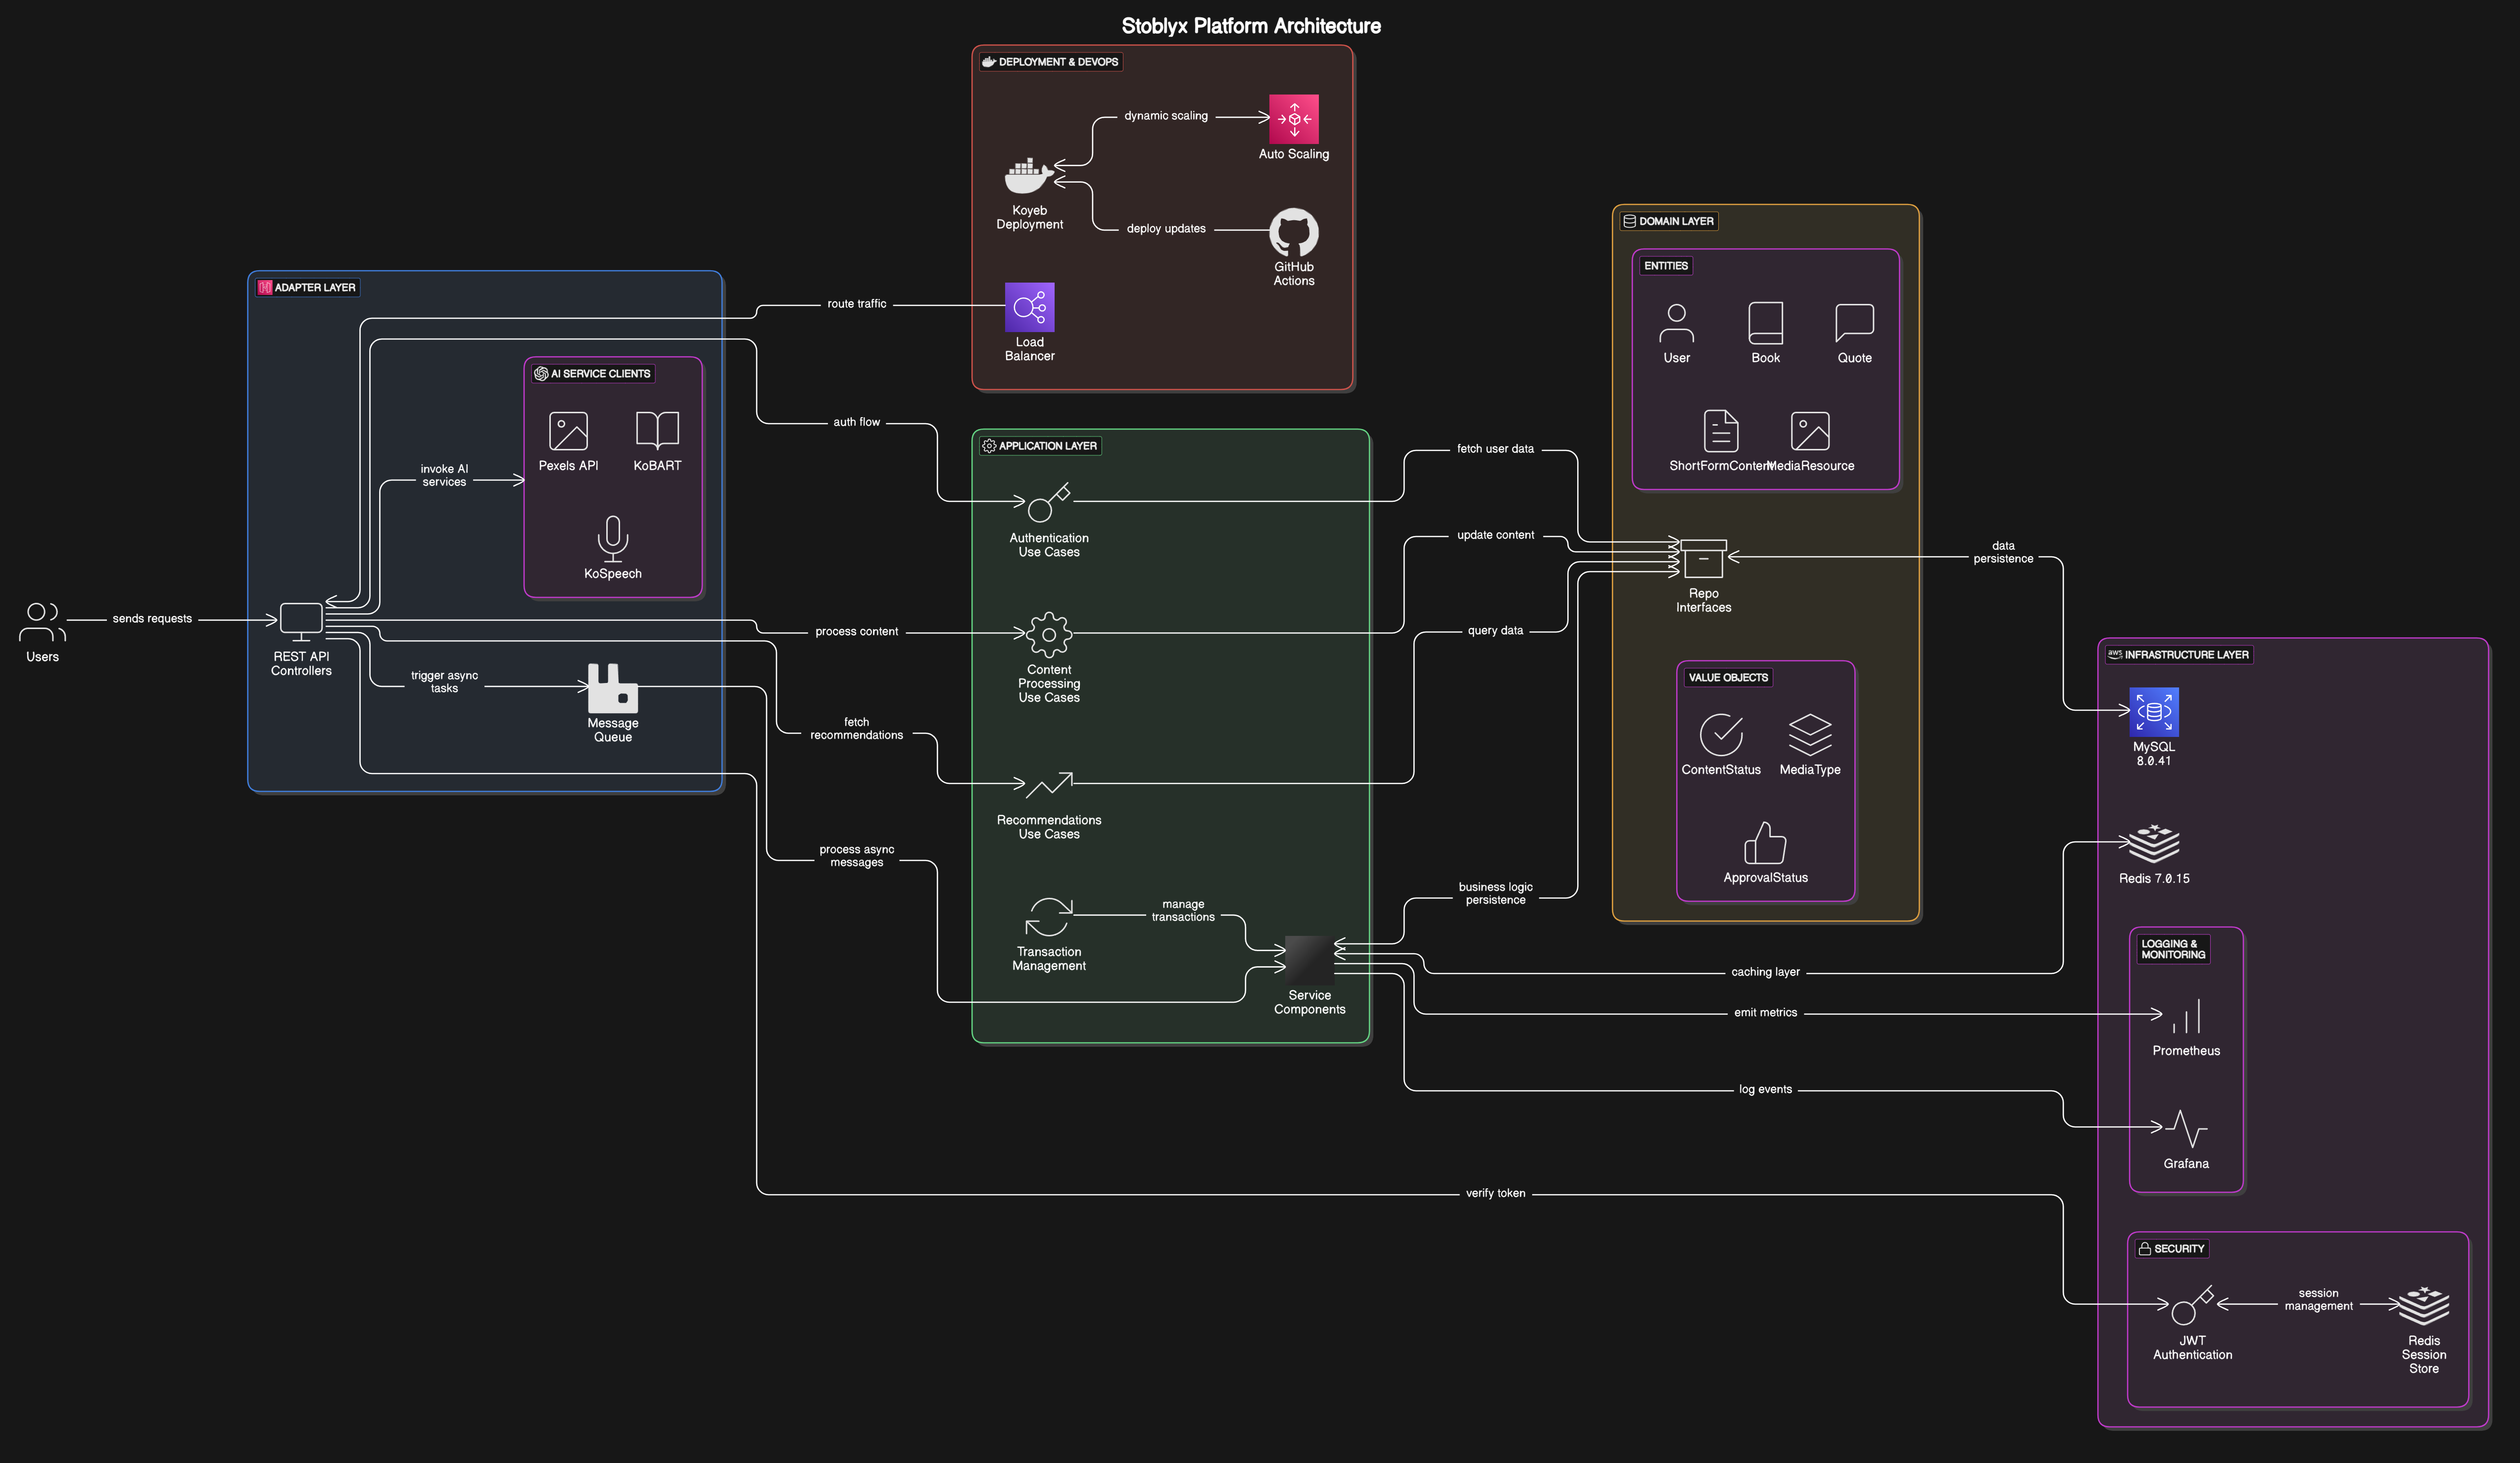 Stoblyx Platform Architecture
DEPLOYMENT & DEVOPS
dynamic scaling
Auto Scaling
Koyeb
Deployment
deploy updates
GitHub
Actions
route traffic
Load
Balancer
ADAPTER LAYER
AI SERVICE CLIENTS
Pexels API
KoBART
invoke AI
services
KoSpeech
Users
sends requests
REST API
Controllers
trigger async
tasks
Message
Queue
auth flow
process content
fetch
recommendations
process async
messages
APPLICATION LAYER
Authentication
Use Cases
Content
Processing
Use Cases
Recommendations
Use Cases
Transaction
Management
manage
transactions
Service
Components
fetch user data
update content
query data
business logic
persistence
DOMAIN LAYER
ENTITIES
User
Book
Quote
ShortFormContent
MediaResource
Repo
Interfaces
VALUE OBJECTS
ContentStatus
MediaType
ApprovalStatus
data
persistence
caching layer
emit metrics
log events
verify token
aws
INFRASTRUCTURE LAYER
MySQL
8.0.41
Redis 7.0.15
LOGGING &
MONITORING
Prometheus
Grafana
SECURITY
JWT
Authentication
session
management
Redis
Session
Store